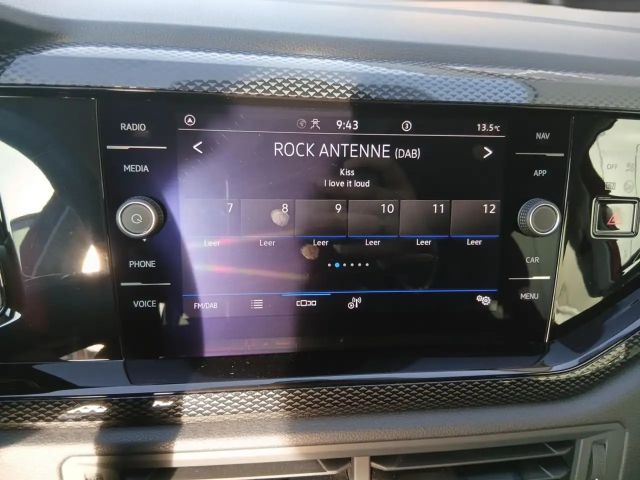 RADIO
MEDIA
PHONE
VOICE
9:43
13.5°C
ROCK ANTENNE (DAB)
Kiss
I love it loud
7 8 9 10 11 12
Leer Leer Leer Leer Leer Leer
FM/DAB
NAV
APP
CAR
MENU